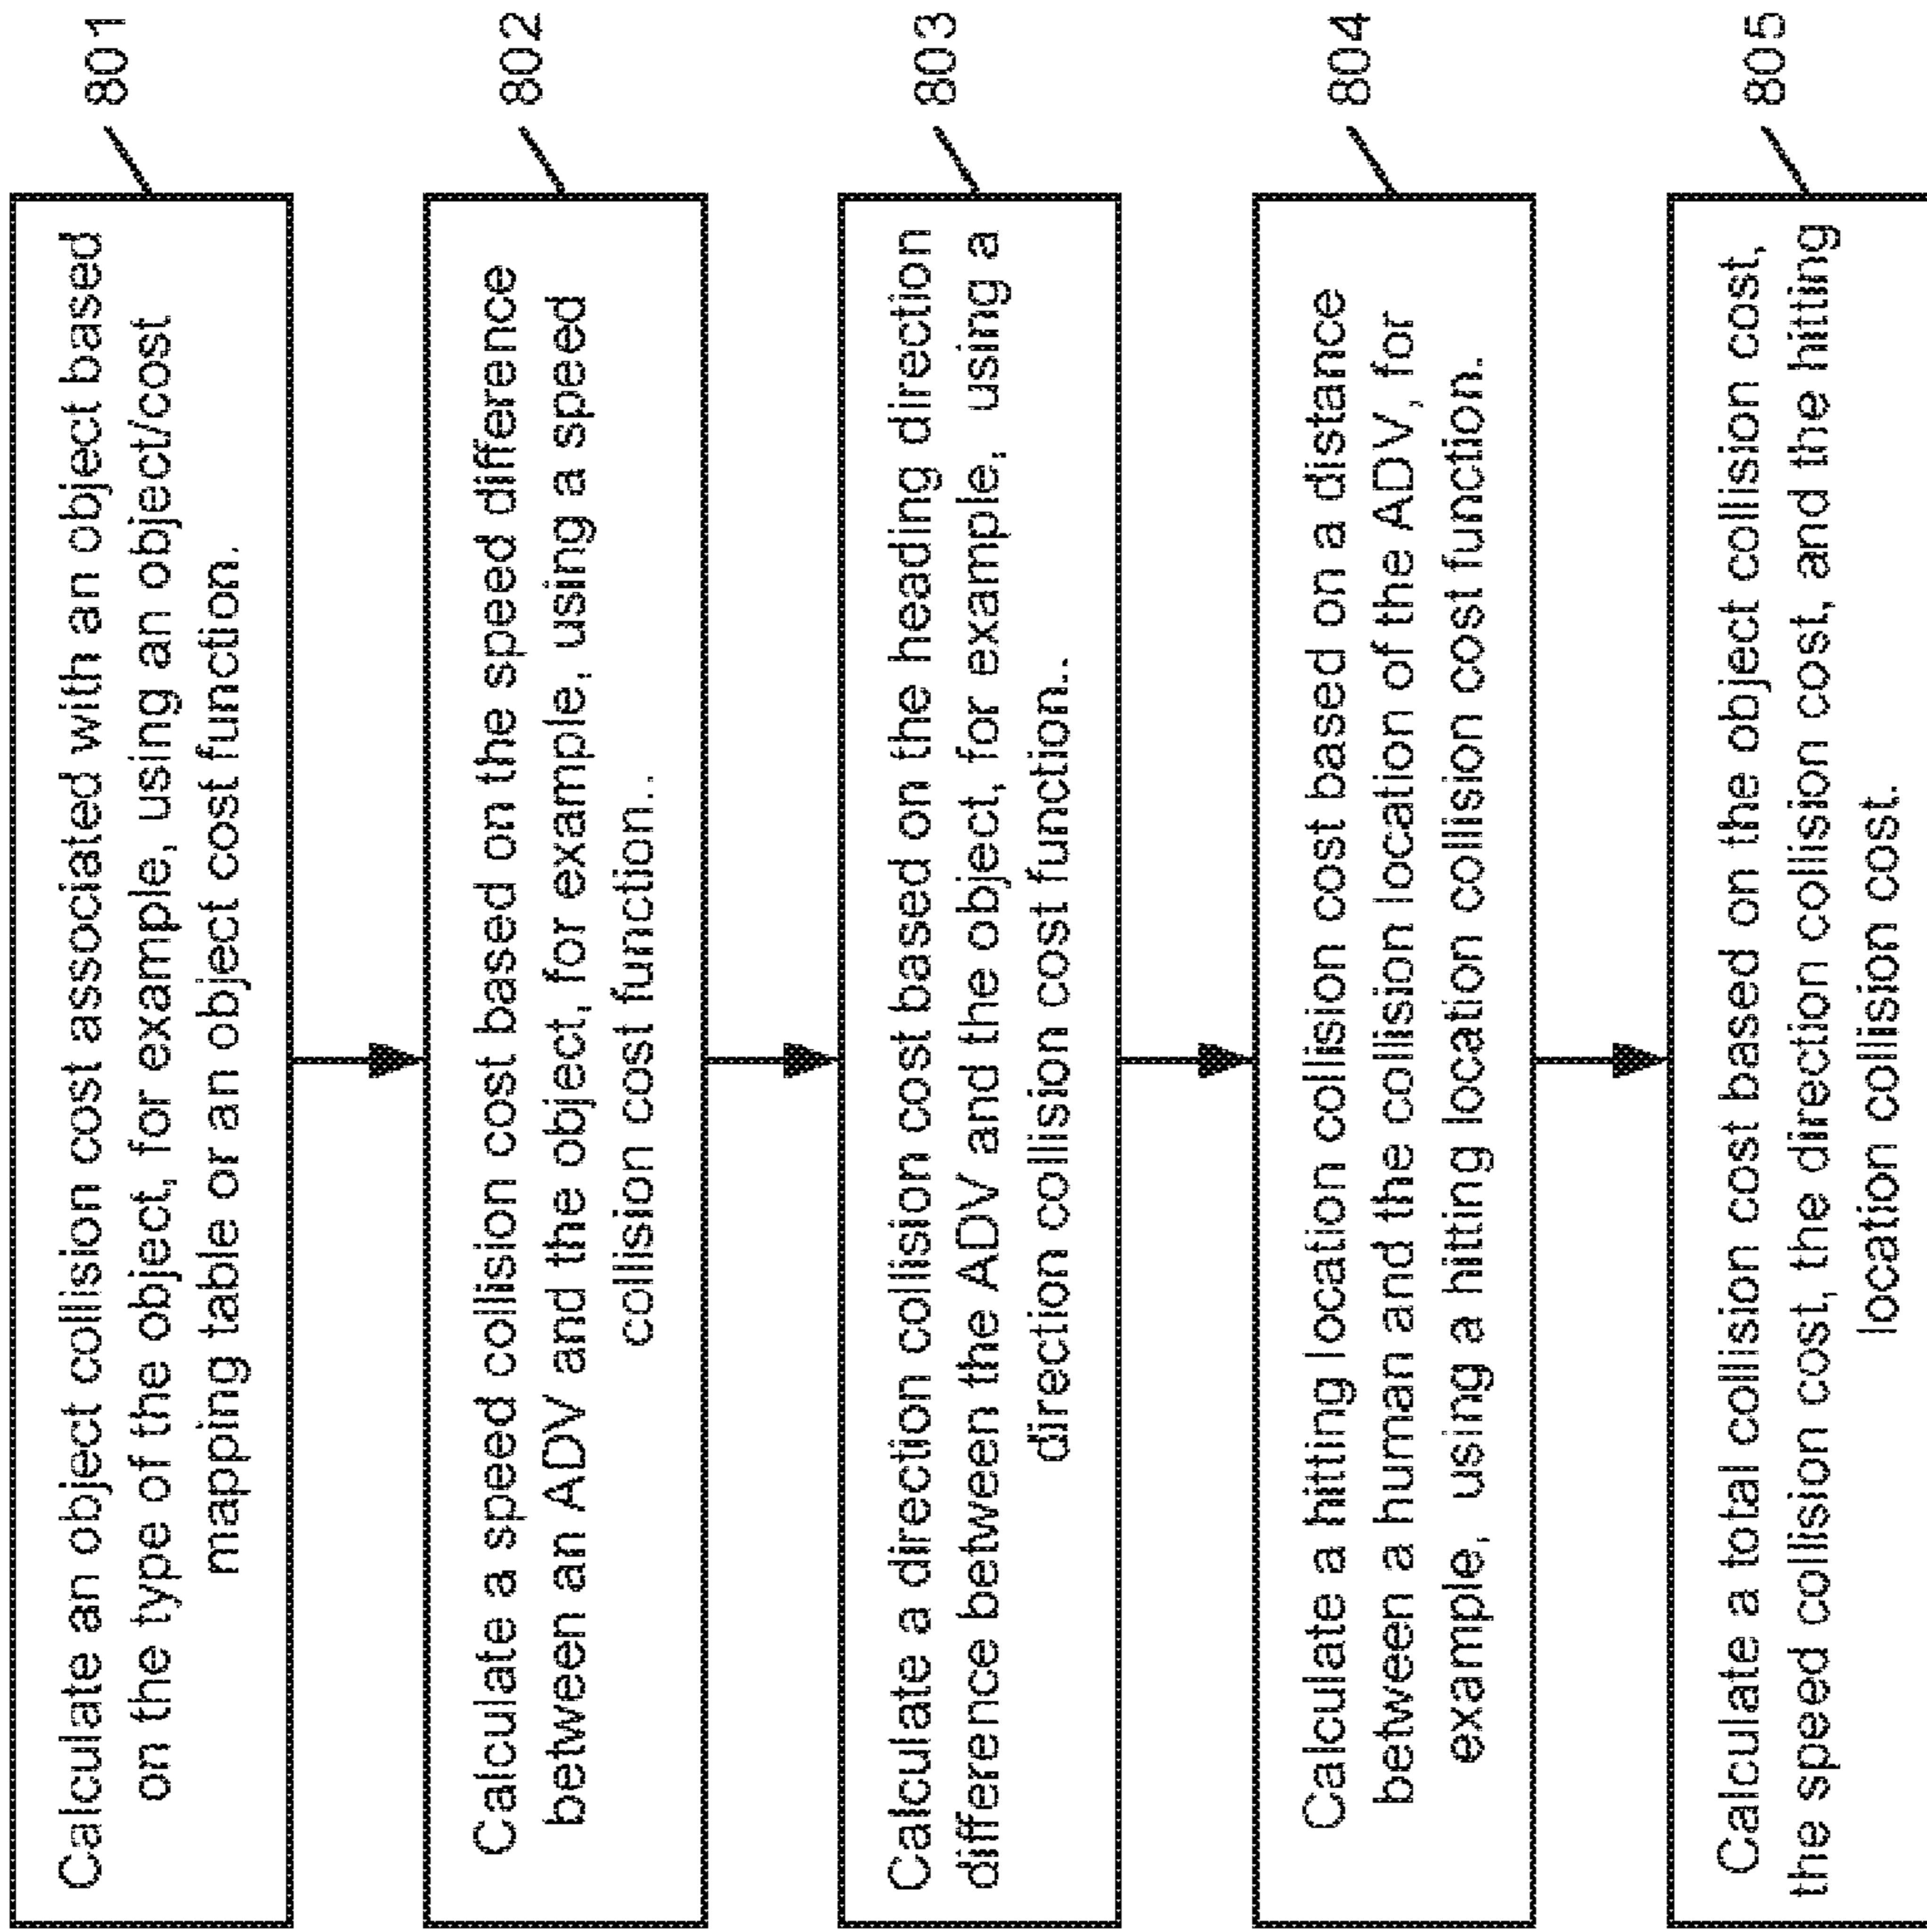 Calculate an object collision cost associated with an object based
on the type of the object, for example, using an object/cost
mapping table or an object cost function.
801
Calculate a speed collision cost based on the speed difference
between an ADV and the object, for example, using a speed
collision cost function..
802
Calculate a direction collision cost based on the heading direction
difference between the ADV and the object, for example, using a
direction collision cost function..
803
Calculate a hitting location collision cost based on a distance
between a human and the collision location of the ADV, for
example, using a hitting location collision cost function.
804
Calculate a total collision cost based on the object collision cost,
the speed collision cost, the direction collision cost, and the hitting
location collision cost.
805